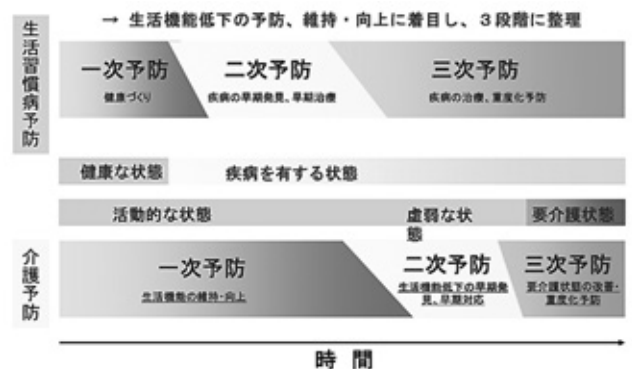 → 生活機能低下の予防、維持・向上に着目し、３段階に整理
生活習慣病予防
一次予防
健康づくり
二次予防
疾病の早期発見、早期治療
三次予防
疾病の治療、重度化予防
健康な状態
疾病を有する状態
活動的な状態
虚弱な状
態
要介護状態
介護予防
一次予防
生活機能の維持・向上
二次予防
生活機能低下の早期発
見、早期対応
三次予防
要介護状態の改善・
重度化予防
時 間